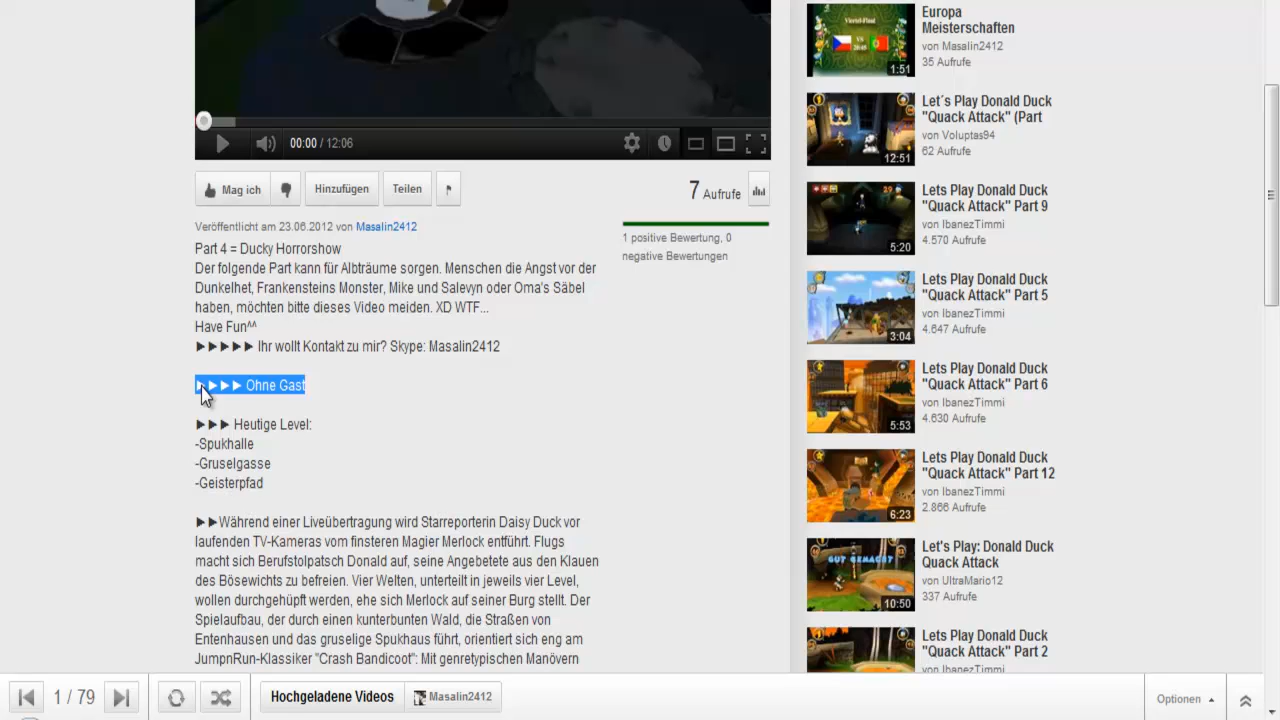 Viertel-Final
VS
20:45
1:51
Europa
Meisterschaften
von Masalin2412
35 Aufrufe
12:51
Let´s Play Donald Duck
"Quack Attack" (Part
von Voluptas94
62 Aufrufe
00:00 / 12:06
Mag ich
Hinzufügen
Teilen
7 Aufrufe
29
5:20
Lets Play Donald Duck
"Quack Attack" Part 9
von IbanezTimmi
4.570 Aufrufe
Veröffentlicht am 23.06.2012 von Masalin2412
1 positive Bewertung, 0
negative Bewertungen
Part 4 = Ducky Horrorshow
Der folgende Part kann für Albträume sorgen. Menschen die Angst vor der
Dunkelhet, Frankensteins Monster, Mike und Salevyn oder Oma's Säbel
haben, möchten bitte dieses Video meiden. XD WTF...
Have Fun^^
► ► ► ► ► Ihr wollt Kontakt zu mir? Skype: Masalin2412
► ► ► ► Ohne Gast
► ► ► Heutige Level:
-Spukhalle
-Gruselgasse
-Geisterpfad
► ► Während einer Liveübertragung wird Starreporterin Daisy Duck vor
laufenden TV-Kameras vom finsteren Magier Merlock entführt. Flugs
macht sich Berufstolpatsch Donald auf, seine Angebetete aus den Klauen
des Bösewichts zu befreien. Vier Welten, unterteilt in jeweils vier Level,
wollen durchgehüpft werden, ehe sich Merlock auf seiner Burg stellt. Der
Spielaufbau, der durch einen kunterbunten Wald, die Straßen von
Entenhausen und das gruselige Spukhaus führt, orientiert sich eng am
JumpnRun-Klassiker "Crash Bandicoot": Mit genretypischen Manövern
3:04
Lets Play Donald Duck
"Quack Attack" Part 5
von IbanezTimmi
4.647 Aufrufe
5:53
Lets Play Donald Duck
"Quack Attack" Part 6
von IbanezTimmi
4.630 Aufrufe
6:23
Lets Play Donald Duck
"Quack Attack" Part 12
von IbanezTimmi
2.866 Aufrufe
GUT GEMACHT
10:50
Let's Play: Donald Duck
Quack Attack
von UltraMario12
337 Aufrufe
Lets Play Donald Duck
"Quack Attack" Part 2
von IbanezTimmi
1 / 79
Hochgeladene Videos
Masalin2412
Optionen